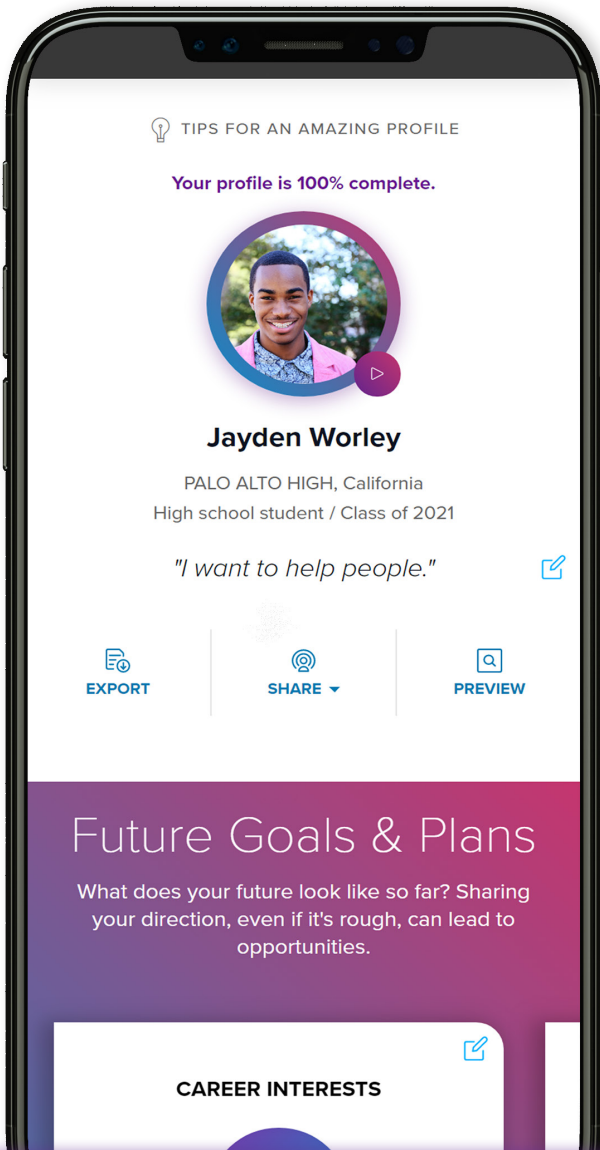 TIPS FOR AN AMAZING PROFILE
Your profile is 100% complete.
Jayden Worley
PALO ALTO HIGH, California
High school student / Class of 2021
"I want to help people."
EXPORT
SHARE
PREVIEW
Future Goals & Plans
What does your future look like so far? Sharing
your direction, even if it's rough, can lead to
opportunities.
CAREER INTERESTS